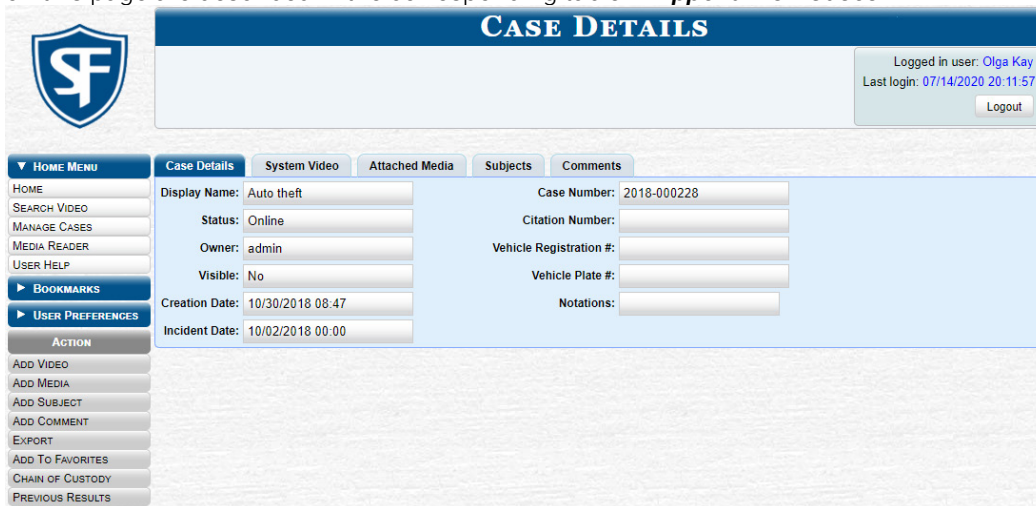 CASE DETAILS
SF
Logged in user: Olga Kay
Last login: 07/14/2020 20:11:57
Logout
▼ HOME MENU
HOME
SEARCH VIDEO
MANAGE CASES
MEDIA READER
USER HELP
► BOOKMARKS
► USER PREFERENCES
ACTION
ADD VIDEO
ADD MEDIA
ADD SUBJECT
ADD COMMENT
EXPORT
ADD TO FAVORITES
CHAIN OF CUSTODY
PREVIOUS RESULTS
Case Details System Video Attached Media Subjects Comments
Display Name: Auto theft Case Number: 2018-000228
Status: Online Citation Number:
Owner: admin Vehicle Registration #:
Visible: No Vehicle Plate #:
Creation Date: 10/30/2018 08:47 Notations:
Incident Date: 10/02/2018 00:00